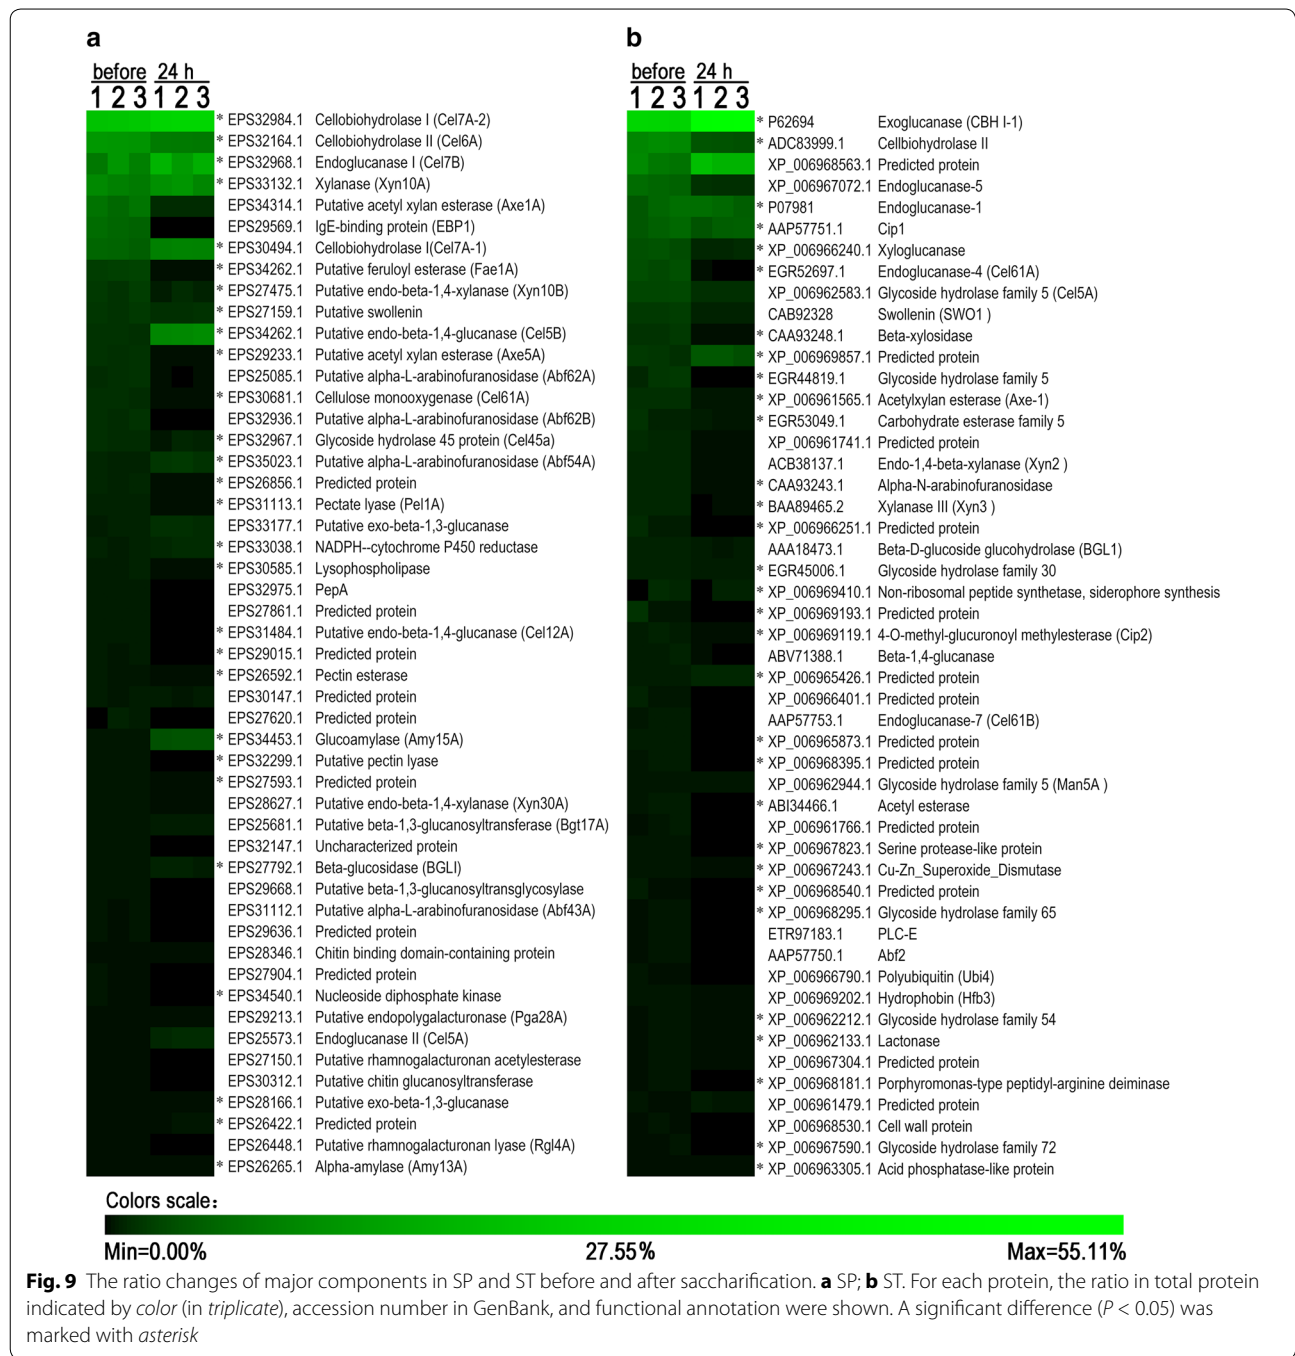 a
before 24 h
1 2 3 1 2 3
* EPS32984.1 Cellobiohydrolase I (Cel7A-2)
* EPS32164.1 Cellobiohydrolase II (Cel6A)
EPS32968.1 Endoglucanase I (Cel7B)
* EPS33132.1 Xylanase (Xyn10A)
EPS34314.1 Putative acetyl xylan esterase (Axe1A)
EPS29569.1 IgE-binding protein (EBP1)
* EPS30494.1 Cellobiohydrolase I(Cel7A-1)
* EPS34262.1 Putative feruloyl esterase (Fae1A)
* EPS27475.1 Putative endo-beta-1,4-xylanase (Xyn10B)
* EPS27159.1 Putative swollenin
* EPS34262.1 Putative endo-beta-1,4-glucanase (Cel5B)
* EPS29233.1 Putative acetyl xylan esterase (Axe5A)
EPS25085.1 Putative alpha-L-arabinofuranosidase (Abf62A)
* EPS30681.1 Cellulose monooxygenase (Cel61A)
EPS32936.1 Putative alpha-L-arabinofuranosidase (Abf62B)
* EPS32967.1 Glycoside hydrolase 45 protein (Cel45a)
* EPS35023.1 Putative alpha-L-arabinofuranosidase (Abf54A)
* EPS26856.1 Predicted protein
* EPS31113.1 Pectate lyase (Pel1A)
EPS33177.1 Putative exo-beta-1,3-glucanase
* EPS33038.1 NADPH--cytochrome P450 reductase
* EPS30585.1 Lysophospholipase
EPS32975.1 PepA
EPS27861.1 Predicted protein
* EPS31484.1 Putative endo-beta-1,4-glucanase (Cel12A)
* EPS29015.1 Predicted protein
* EPS26592.1 Pectin esterase
EPS30147.1 Predicted protein
EPS27620.1 Predicted protein
* EPS34453.1 Glucoamylase (Amy15A)
* EPS32299.1 Putative pectin lyase
* EPS27593.1 Predicted protein
EPS28627.1 Putative endo-beta-1,4-xylanase (Xyn30A)
EPS25681.1 Putative beta-1,3-glucanosyltransferase (Bgt17A)
EPS32147.1 Uncharacterized protein
* EPS27792.1 Beta-glucosidase (BGLI)
EPS29668.1 Putative beta-1,3-glucanosyltransglycosylase
EPS31112.1 Putative alpha-L-arabinofuranosidase (Abf43A)
EPS29636.1 Predicted protein
EPS28346.1 Chitin binding domain-containing protein
EPS27904.1 Predicted protein
* EPS34540.1 Nucleoside diphosphate kinase
EPS29213.1 Putative endopolygalacturonase (Pga28A)
EPS25573.1 Endoglucanase II (Cel5A)
EPS27150.1 Putative rhamnogalacturonan acetylesterase
EPS30312.1 Putative chitin glucanosyltransferase
* EPS28166.1 Putative exo-beta-1,3-glucanase
* EPS26422.1 Predicted protein
EPS26448.1 Putative rhamnogalacturonan lyase (Rgl4A)
* EPS26265.1 Alpha-amylase (Amy13A)
b
before 24 h
1 2 3 1 2 3
* P62694 Exoglucanase (CBH I-1)
* ADC83999.1 Cellbiohydrolase II
XP_006968563.1 Predicted protein
XP_006967072.1 Endoglucanase-5
* P07981 Endoglucanase-1
* AAP57751.1 Cip1
* XP_006966240.1 Xyloglucanase
* EGR52697.1 Endoglucanase-4 (Cel61A)
XP_006962583.1 Glycoside hydrolase family 5 (Cel5A)
CAB92328 Swollenin (SWO1 )
* CAA93248.1 Beta-xylosidase
* XP_006969857.1 Predicted protein
* EGR44819.1 Glycoside hydrolase family 5
* XP_006961565.1 Acetylxylan esterase (Axe-1)
* EGR53049.1 Carbohydrate esterase family 5
XP_006961741.1 Predicted protein
ACB38137.1 Endo-1,4-beta-xylanase (Xyn2 )
* CAA93243.1 Alpha-N-arabinofuranosidase
* BAA89465.2 Xylanase III (Xyn3 )
* XP_006966251.1 Predicted protein
AAA18473.1 Beta-D-glucoside glucohydrolase (BGL1)
* EGR45006.1 Glycoside hydrolase family 30
* XP_006969410.1 Non-ribosomal peptide synthetase, siderophore synthesis
* XP_006969193.1 Predicted protein
* XP_006969119.1 4-O-methyl-glucuronoyl methylesterase (Cip2)
ABV71388.1 Beta-1,4-glucanase
* XP_006965426.1 Predicted protein
XP_006966401.1 Predicted protein
AAP57753.1 Endoglucanase-7 (Cel61B)
* XP_006965873.1 Predicted protein
* XP_006968395.1 Predicted protein
XP_006962944.1 Glycoside hydrolase family 5 (Man5A )
* ABI34466.1 Acetyl esterase
XP_006961766.1 Predicted protein
* XP_006967823.1 Serine protease-like protein
* XP_006967243.1 Cu-Zn_Superoxide_Dismutase
* XP_006968540.1 Predicted protein
* XP_006968295.1 Glycoside hydrolase family 65
ETR97183.1 PLC-E
AAP57750.1 Abf2
XP_006966790.1 Polyubiquitin (Ubi4)
XP_006969202.1 Hydrophobin (Hfb3)
* XP_006962212.1 Glycoside hydrolase family 54
* XP_006962133.1 Lactonase
XP_006967304.1 Predicted protein
* XP_006968181.1 Porphyromonas-type peptidyl-arginine deiminase
XP_006961479.1 Predicted protein
XP_006968530.1 Cell wall protein
* XP_006967590.1 Glycoside hydrolase family 72
* XP_006963305.1 Acid phosphatase-like protein
Colors scale:
Min=0.00% 27.55% Max=55.11%
Fig. 9 The ratio changes of major components in SP and ST before and after saccharification. a SP; b ST. For each protein, the ratio in total protein
indicated by color (in triplicate), accession number in GenBank, and functional annotation were shown. A significant difference (P < 0.05) was
marked with asterisk